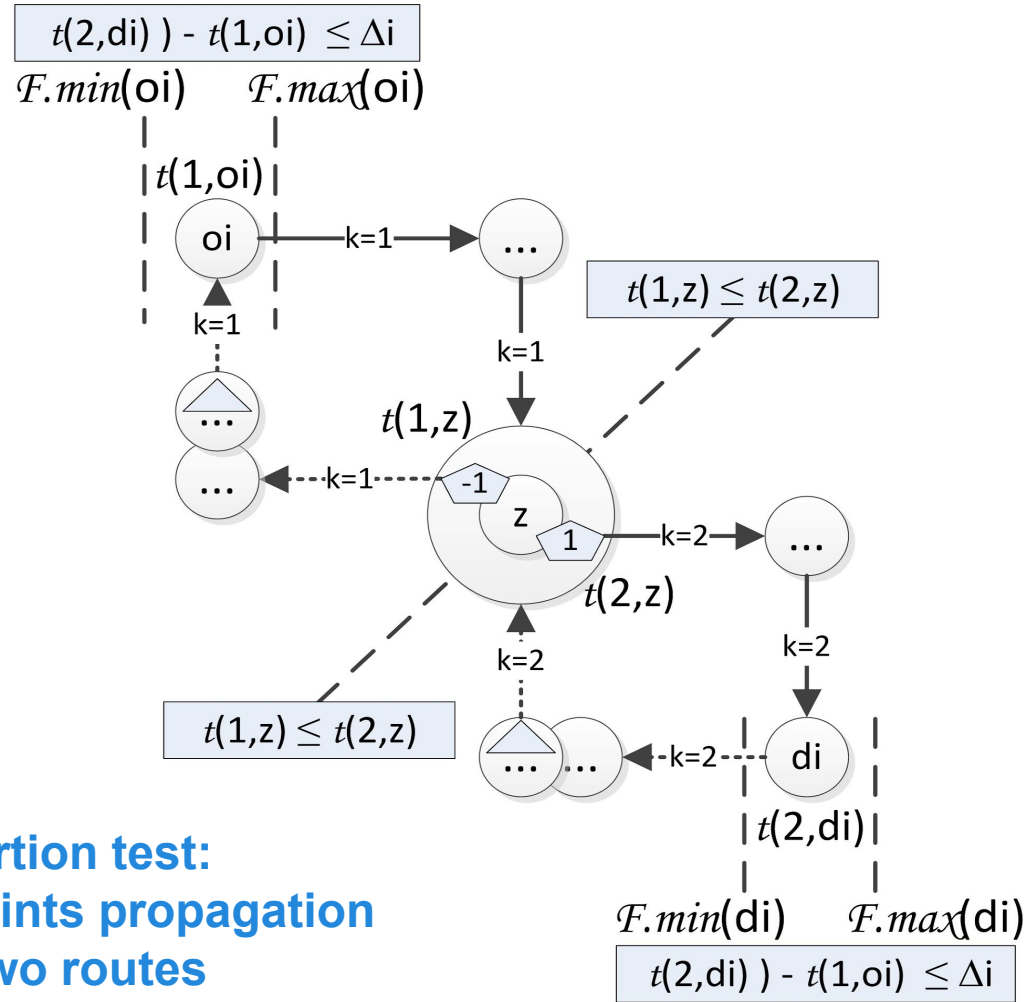 t(2,di) ) - t(1,oi) ≤ Δi
F.min(oi) F.max(oi)
t(1,oi)
oi
k=1
...
t(1,z) ≤ t(2,z)
k=1
k=1
...
t(1,z)
...
k=1
-1
z
1
k=2
...
t(2,z)
k=2
k=2
t(1,z) ≤ t(2,z)
...
...
k=2
di
t(2,di)
rtion test:
ints propagation
wo routes
F.min(di) F.max(di)
t(2,di) ) - t(1,oi) ≤ Δi